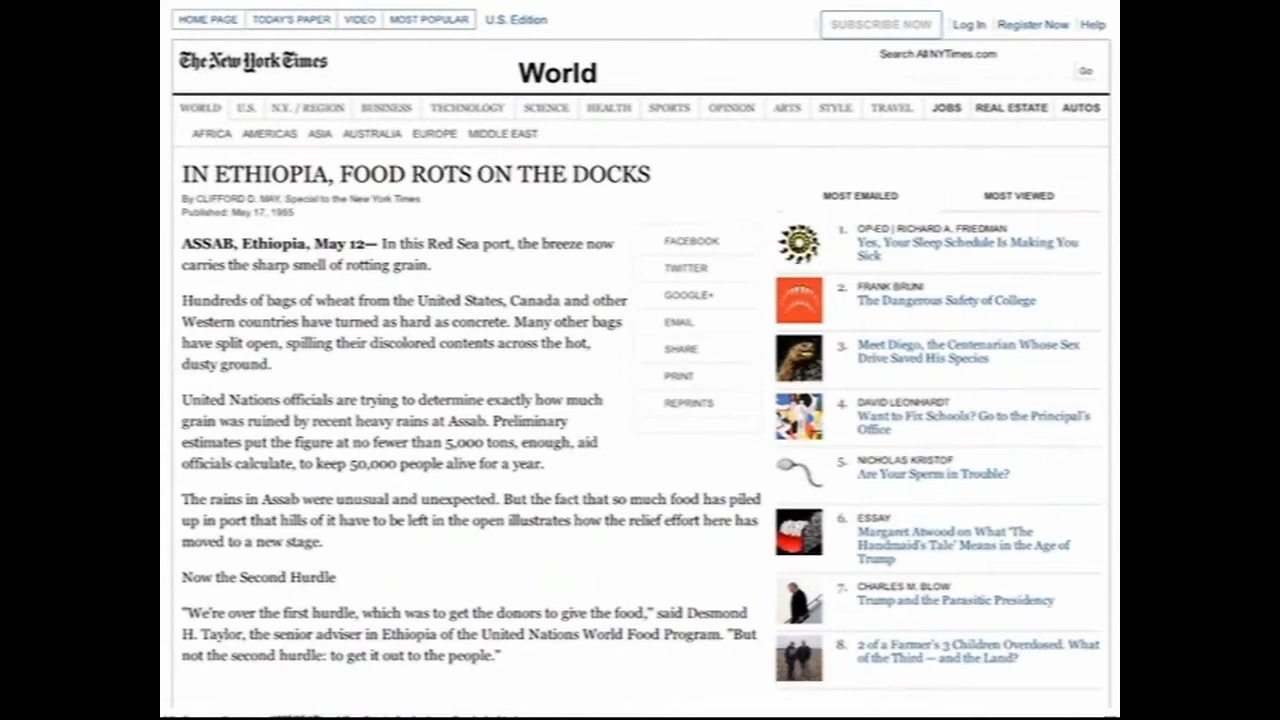 HOME PAGE TODAY'S PAPER VIDEO MOST POPULAR U.S. Edition
SUBSCRIBE NOW Log In Register Now Help
The New York Times
World
Search All NYTimes.com
Go
WORLD U.S. N.Y. / REGION BUSINESS TECHNOLOGY SCIENCE HEALTH SPORTS OPINION ARTS STYLE TRAVEL JOBS REAL ESTATE AUTOS
AFRICA AMERICAS ASIA AUSTRALIA EUROPE MIDDLE EAST
IN ETHIOPIA, FOOD ROTS ON THE DOCKS
By CLIFFORD D. MAY, Special to the New York Times
Published: May 17, 1985
ASSAB, Ethiopia, May 12— In this Red Sea port, the breeze now
carries the sharp smell of rotting grain.
Hundreds of bags of wheat from the United States, Canada and other
Western countries have turned as hard as concrete. Many other bags
have split open, spilling their discolored contents across the hot,
dusty ground.
United Nations officials are trying to determine exactly how much
grain was ruined by recent heavy rains at Assab. Preliminary
estimates put the figure at no fewer than 5,000 tons, enough, aid
officials calculate, to keep 50,000 people alive for a year.
The rains in Assab were unusual and unexpected. But the fact that so much food has piled
up in port that hills of it have to be left in the open illustrates how the relief effort here has
moved to a new stage.
Now the Second Hurdle
"We're over the first hurdle, which was to get the donors to give the food," said Desmond
H. Taylor, the senior adviser in Ethiopia of the United Nations World Food Program. "But
not the second hurdle: to get it out to the people."
FACEBOOK
TWITTER
GOOGLE+
EMAIL
SHARE
PRINT
REPRINTS
MOST EMAILED MOST VIEWED
1. OP-ED | RICHARD A. FRIEDMAN
Yes, Your Sleep Schedule Is Making You
Sick
2. FRANK BRUNI
The Dangerous Safety of College
3. Meet Diego, the Centenarian Whose Sex
Drive Saved His Species
4. DAVID LEONHARDT
Want to Fix Schools? Go to the Principal's
Office
5. NICHOLAS KRISTOF
Are Your Sperm in Trouble?
6. ESSAY
Margaret Atwood on What 'The
Handmaid's Tale' Means in the Age of
Trump
7. CHARLES M. BLOW
Trump and the Parasitic Presidency
8. 2 of a Farmer's 3 Children Overdosed. What
of the Third — and the Land?